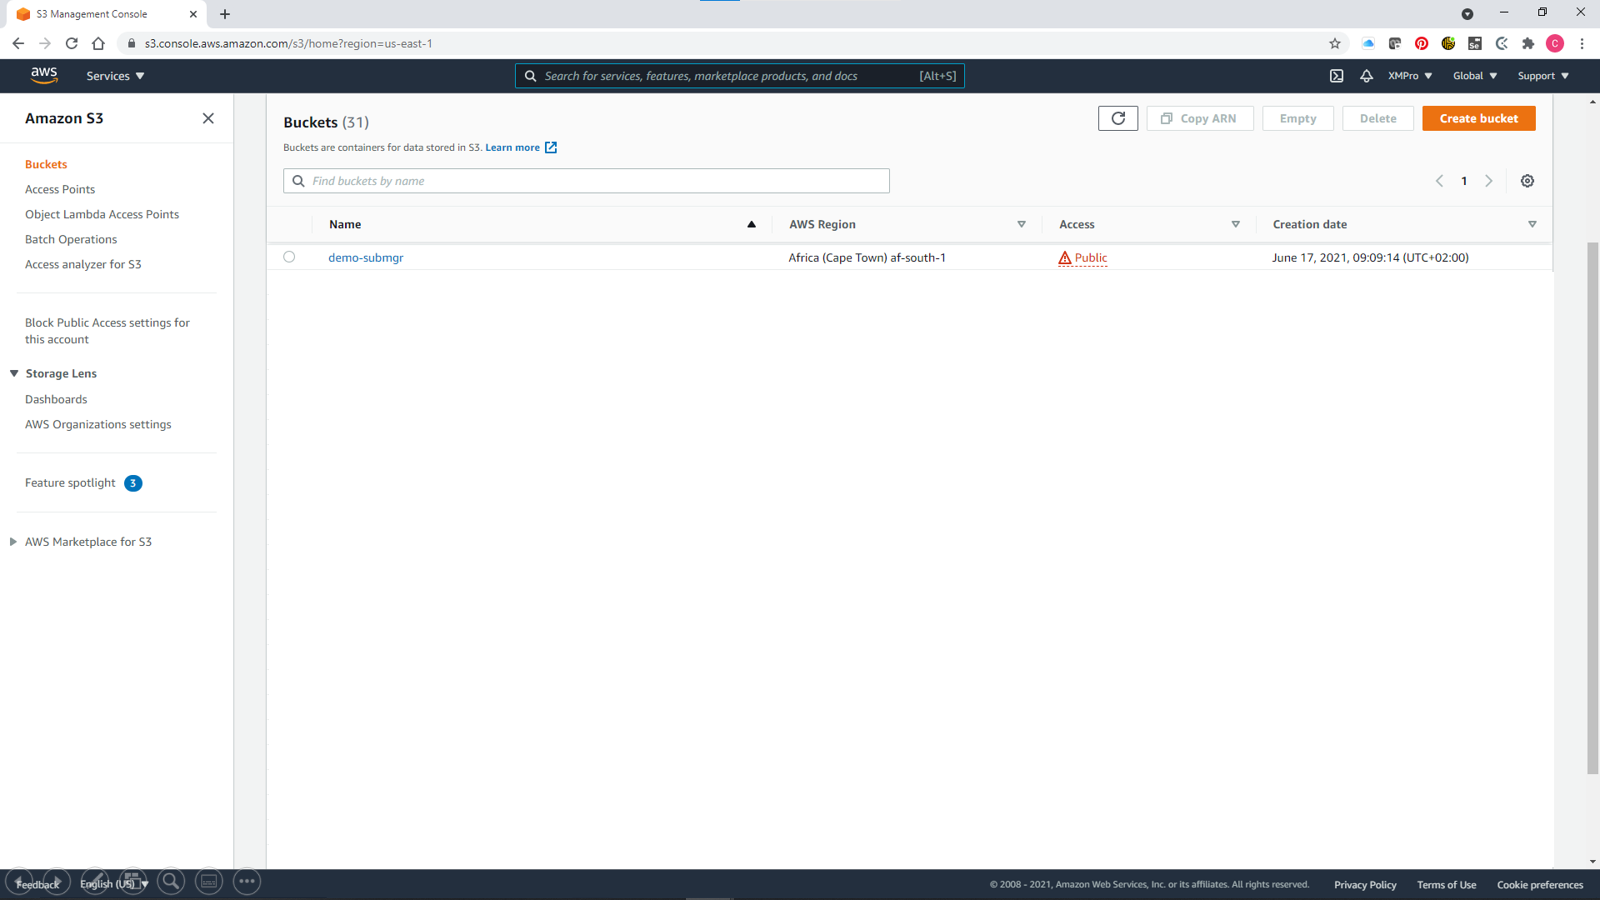 S3 Management Console
s3.console.aws.amazon.com/s3/home?region=us-east-1
Se
C
aws
Services
Search for services, features, marketplace products, and docs
[Alt+S]
XMPro
Global
Support
Amazon S3
Buckets
Access Points
Object Lambda Access Points
Batch Operations
Access analyzer for S3
Block Public Access settings for
this account
Storage Lens
Dashboards
AWS Organizations settings
Feature spotlight 3
AWS Marketplace for S3
Buckets (31)
Copy ARN
Empty
Delete
Create bucket
Buckets are containers for data stored in S3. Learn more
Find buckets by name
1
Name
AWS Region
Access
Creation date
demo-submgr
Africa (Cape Town) af-south-1
Public
June 17, 2021, 09:09:14 (UTC+02:00)
Feedback
English (US)
© 2008 - 2021, Amazon Web Services, Inc. or its affiliates. All rights reserved.
Privacy Policy
Terms of Use
Cookie preferences